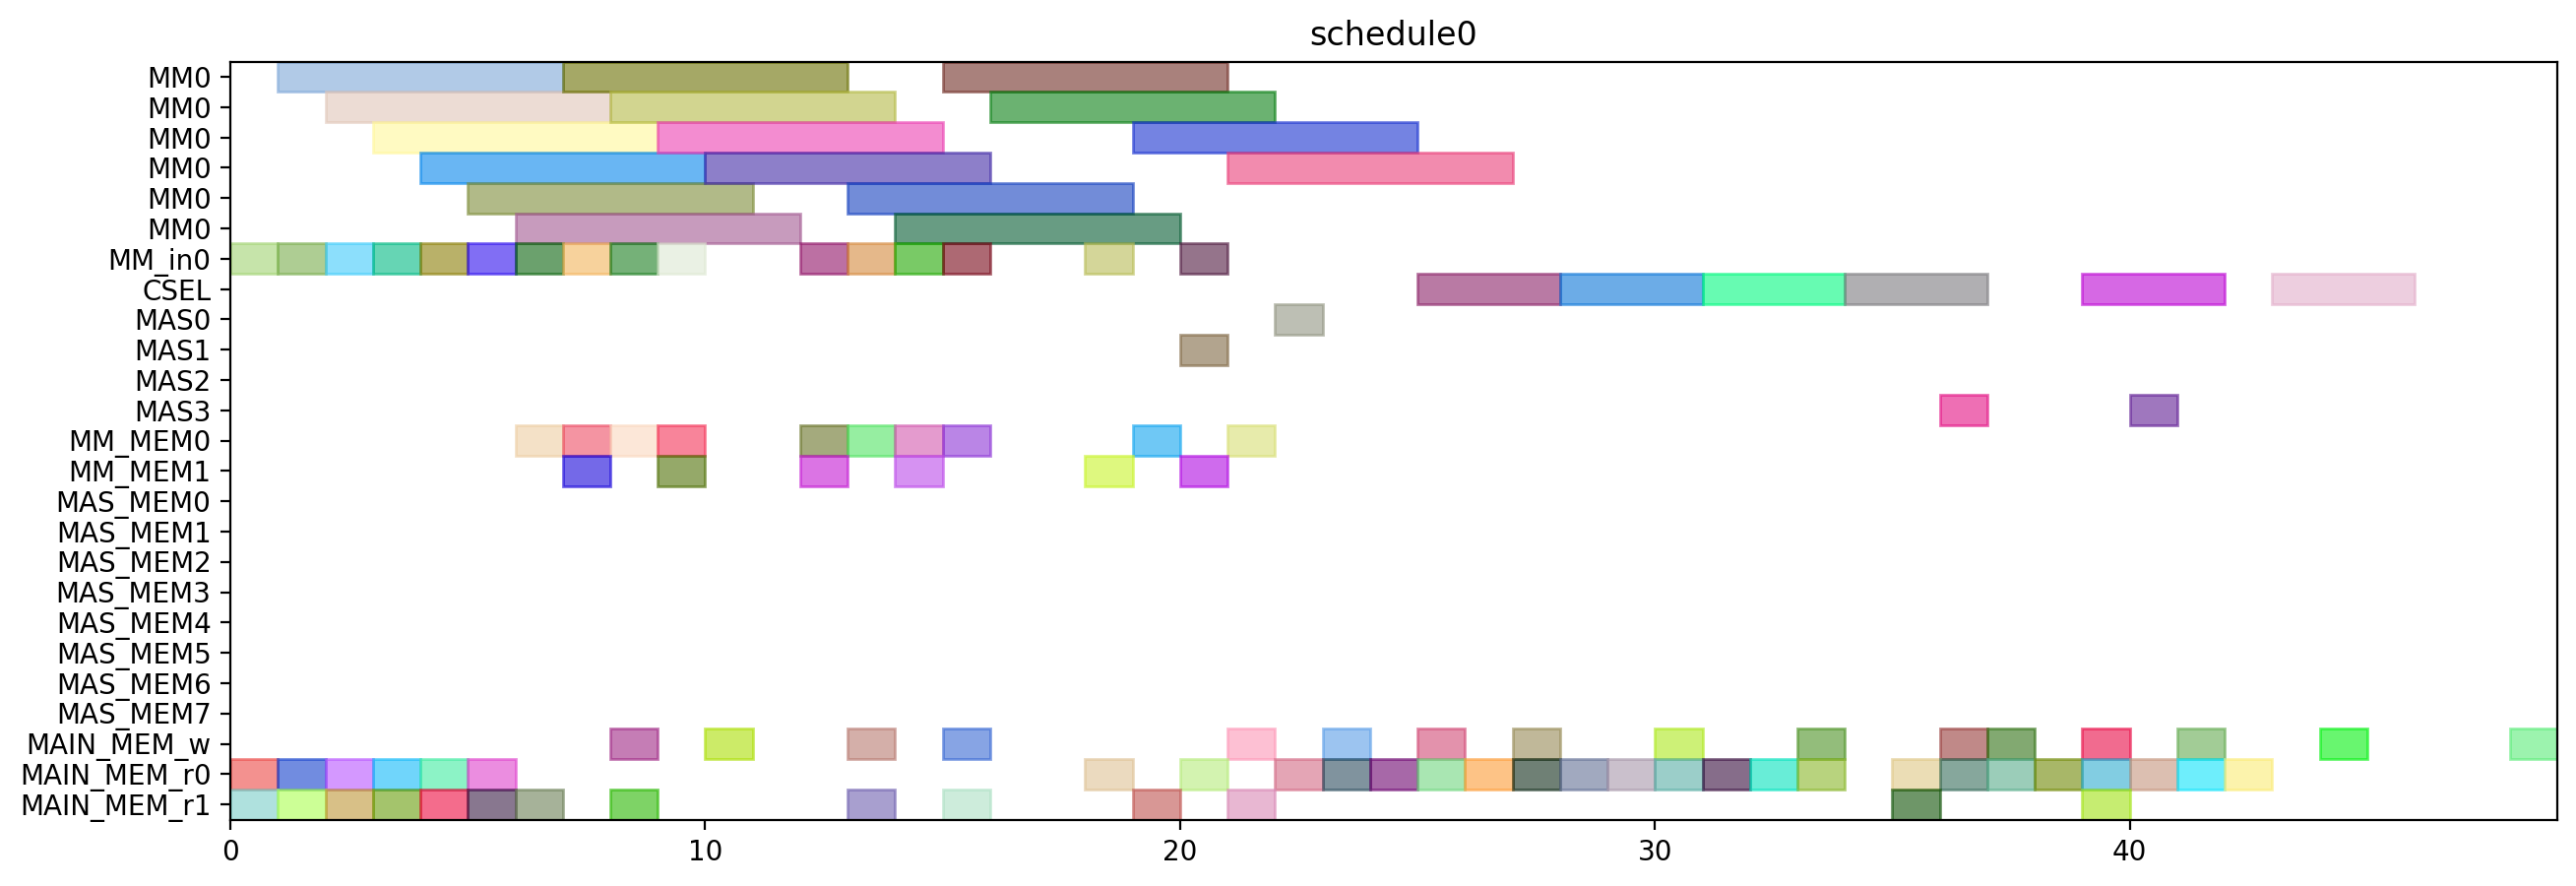 schedule0
MM0
MM0
MM0
MM0
MM0
MM0
MM_in0
CSEL
MAS0
MAS1
MAS2
MAS3
MM_MEM0
MM_MEM1
MAS_MEM0
MAS_MEM1
MAS_MEM2
MAS_MEM3
MAS_MEM4
MAS_MEM5
MAS_MEM6
MAS_MEM7
MAIN_MEM_w
MAIN_MEM_r0
MAIN_MEM_r1
0 10 20 30 40